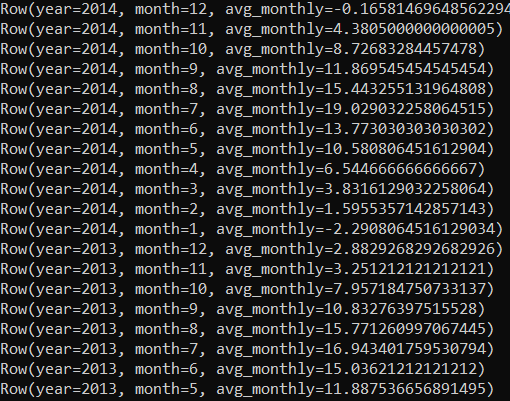 Row(year=2014, month=12, avg_monthly=-0.16581469648562294
Row(year=2014, month=11, avg_monthly=4.3805000000000005)
Row(year=2014, month=10, avg_monthly=8.72683284457478)
Row(year=2014, month=9, avg_monthly=11.869545454545454)
Row(year=2014, month=8, avg_monthly=15.443255131964808)
Row(year=2014, month=7, avg_monthly=19.029032258064515)
Row(year=2014, month=6, avg_monthly=13.773030303030302)
Row(year=2014, month=5, avg_monthly=10.580806451612904)
Row(year=2014, month=4, avg_monthly=6.544666666666667)
Row(year=2014, month=3, avg_monthly=3.8316129032258064)
Row(year=2014, month=2, avg_monthly=1.5955357142857143)
Row(year=2014, month=1, avg_monthly=-2.2908064516129034)
Row(year=2013, month=12, avg_monthly=2.8829268292682926)
Row(year=2013, month=11, avg_monthly=3.251212121212121)
Row(year=2013, month=10, avg_monthly=7.957184750733137)
Row(year=2013, month=9, avg_monthly=10.83276397515528)
Row(year=2013, month=8, avg_monthly=15.771260997067445)
Row(year=2013, month=7, avg_monthly=16.943401759530794)
Row(year=2013, month=6, avg_monthly=15.03621212121212)
Row(year=2013, month=5, avg_monthly=11.887536656891495)